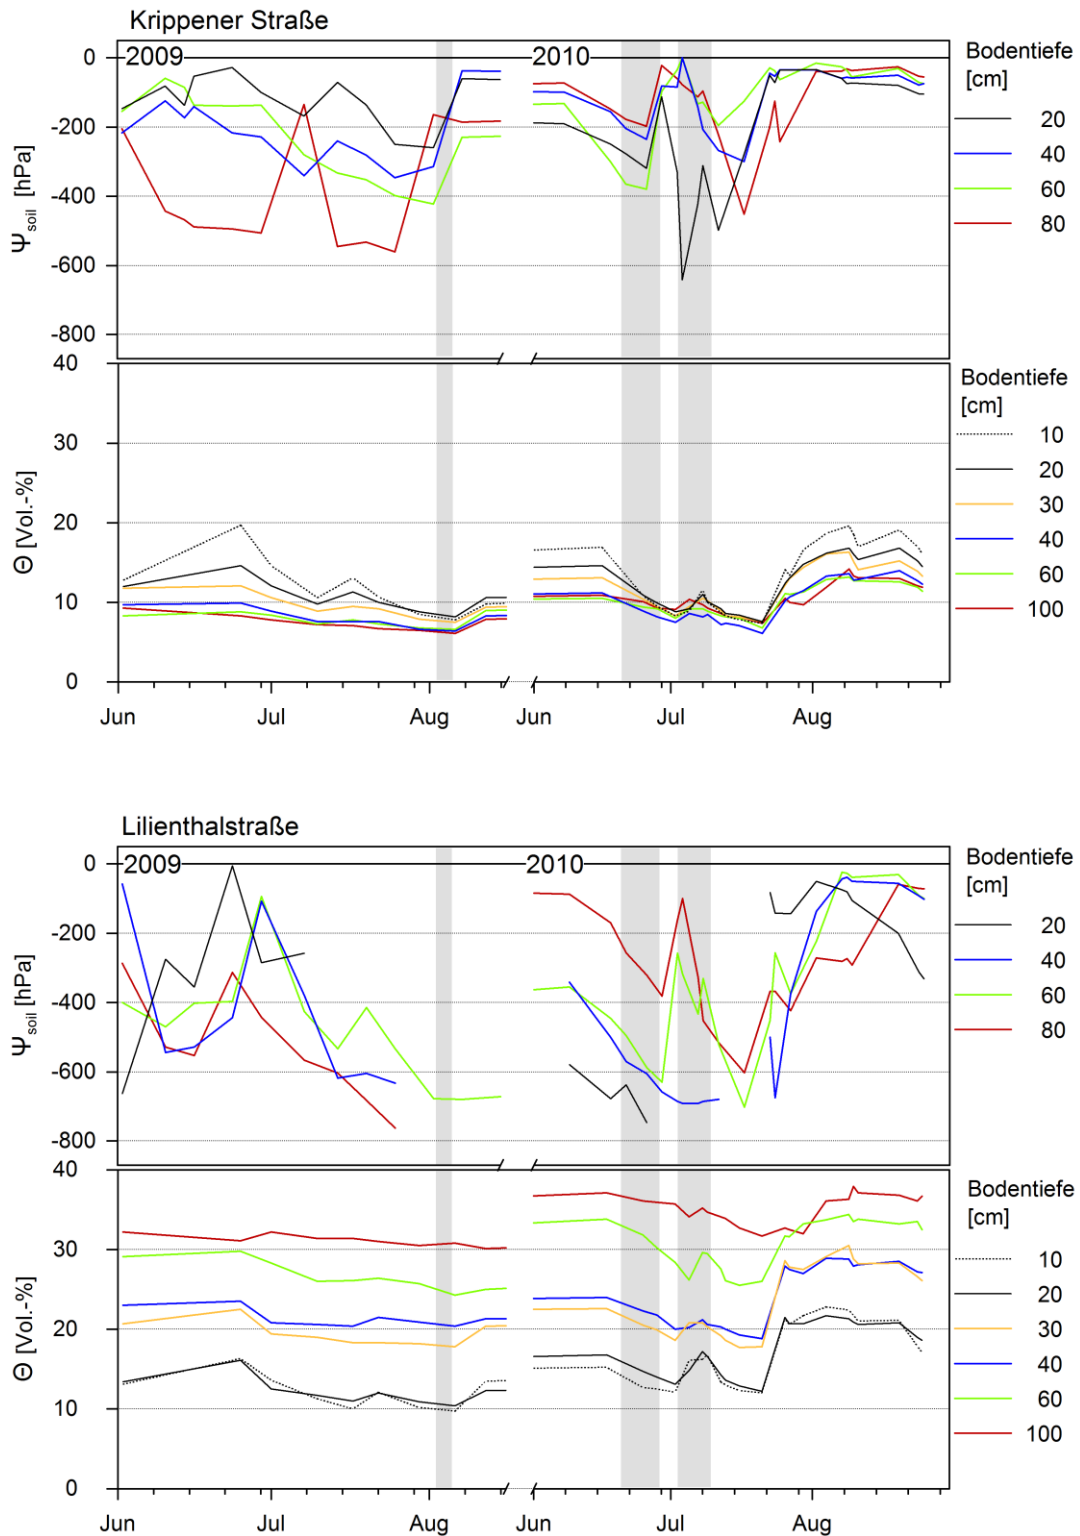 Krippener Straße
0
2009
2010
Bodentiefe
[cm]
-200
-400
-600
-800
Ψsoil [hPa]
20
40
60
80
40
30
20
10
0
Θ [Vol.-%]
Bodentiefe
[cm]
10
20
30
40
60
100
Jun
Jul
Aug
Jun
Jul
Aug
Lilienthalstraße
0
2009
2010
Bodentiefe
[cm]
-200
-400
-600
-800
Ψsoil [hPa]
20
40
60
80
40
30
20
10
0
Θ [Vol.-%]
Bodentiefe
[cm]
10
20
30
40
60
100
Jun
Jul
Aug
Jun
Jul
Aug